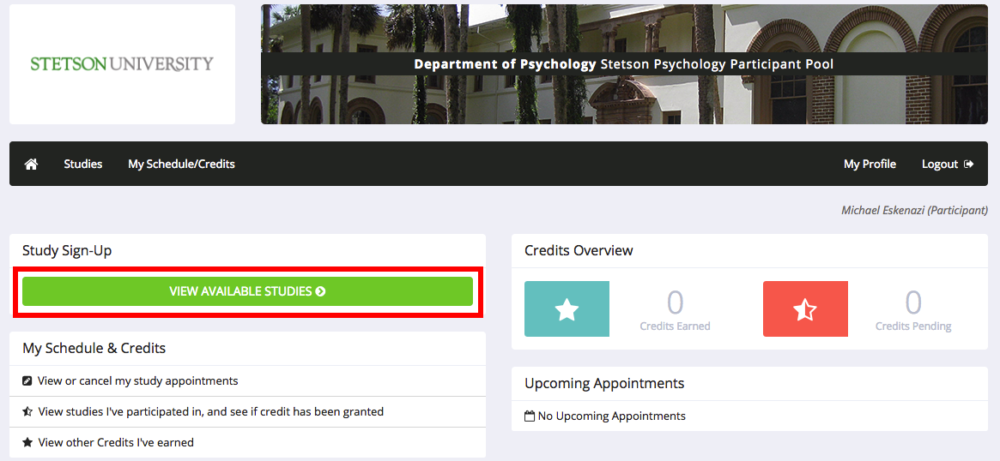 STETSON UNIVERSITY
Department of Psychology Stetson Psychology Participant Pool
Studies
My Schedule/Credits
My Profile
Logout
Michael Eskenazi (Participant)
Study Sign-Up
VIEW AVAILABLE STUDIES
My Schedule & Credits
View or cancel my study appointments
View studies I've participated in, and see if credit has been granted
View other Credits I've earned
Credits Overview
0
Credits Earned
0
Credits Pending
Upcoming Appointments
No Upcoming Appointments